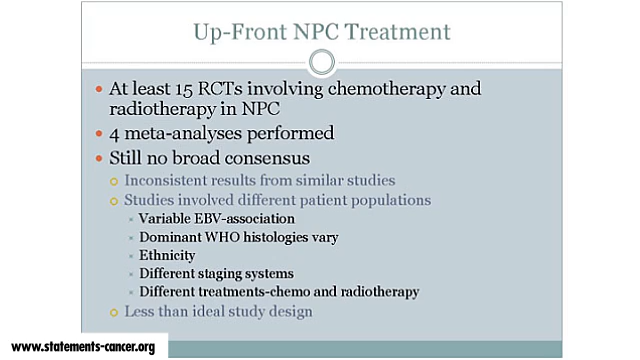 Up-Front NPC Treatment
At least 15 RCTs involving chemotherapy and
radiotherapy in NPC
4 meta-analyses performed
Still no broad consensus
Inconsistent results from similar studies
Studies involved different patient populations
Variable EBV-association
Dominant WHO histologies vary
Ethnicity
Different staging systems
Different treatments-chemo and radiotherapy
Less than ideal study design
www.statements-cancer.org